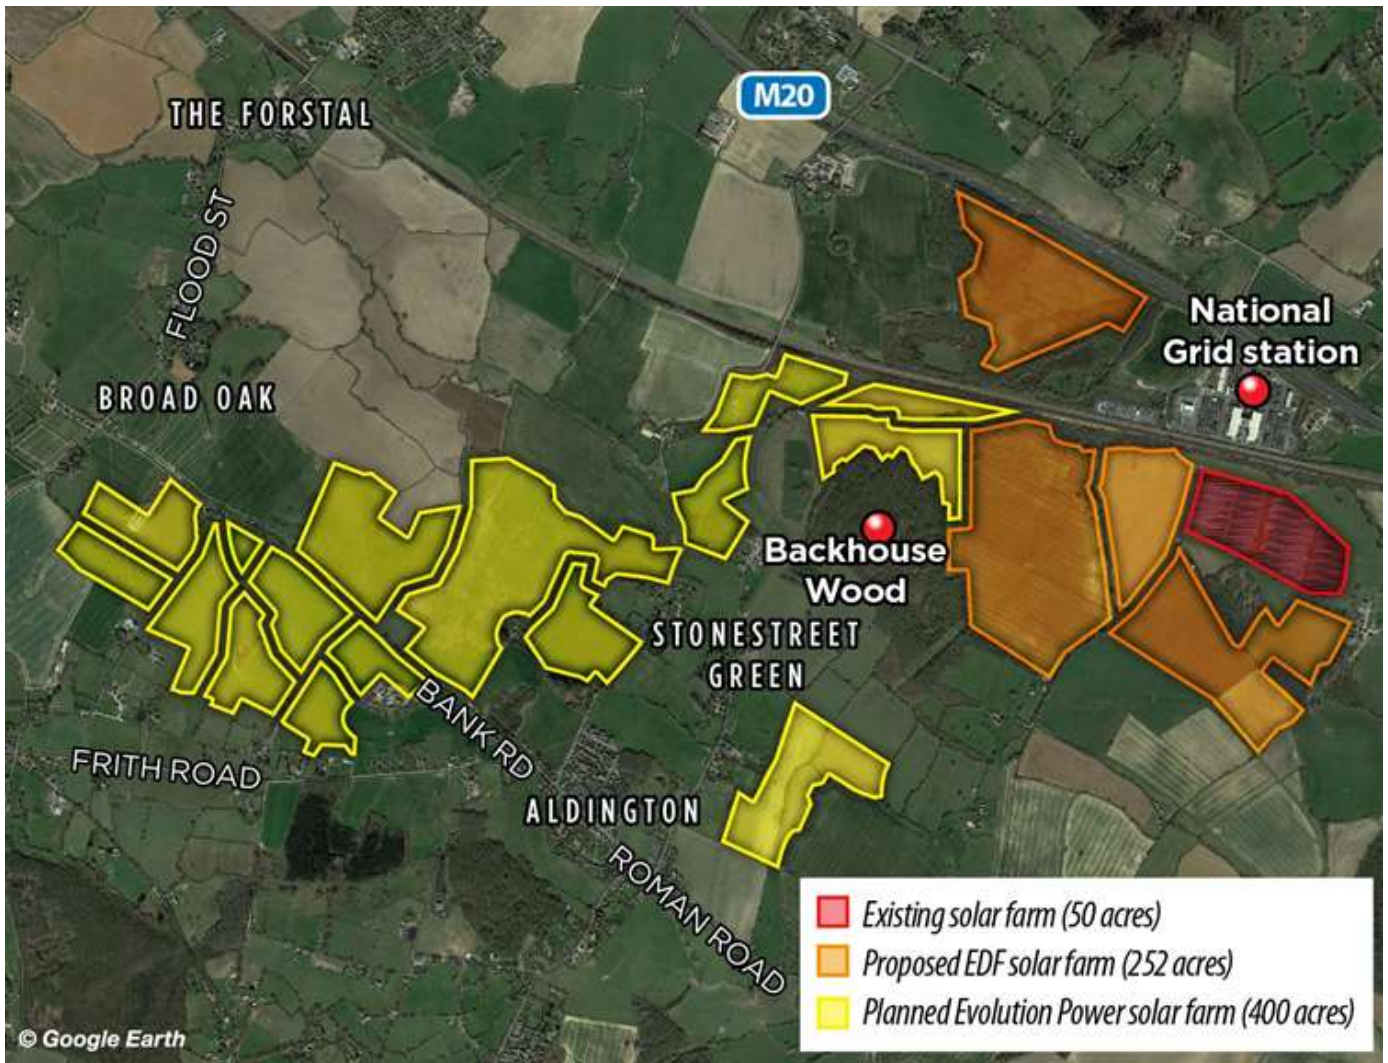 M20
THE FORSTAL
FLOOD ST
National
Grid station
BROAD OAK
Backhouse
Wood
STONESTREET
GREEN
BANK RD
FRITH ROAD
ALDINGTON
ROMAN ROAD
Existing solar farm (50 acres)
Proposed EDF solar farm (252 acres)
Planned Evolution Power solar farm (400 acres)
© Google Earth